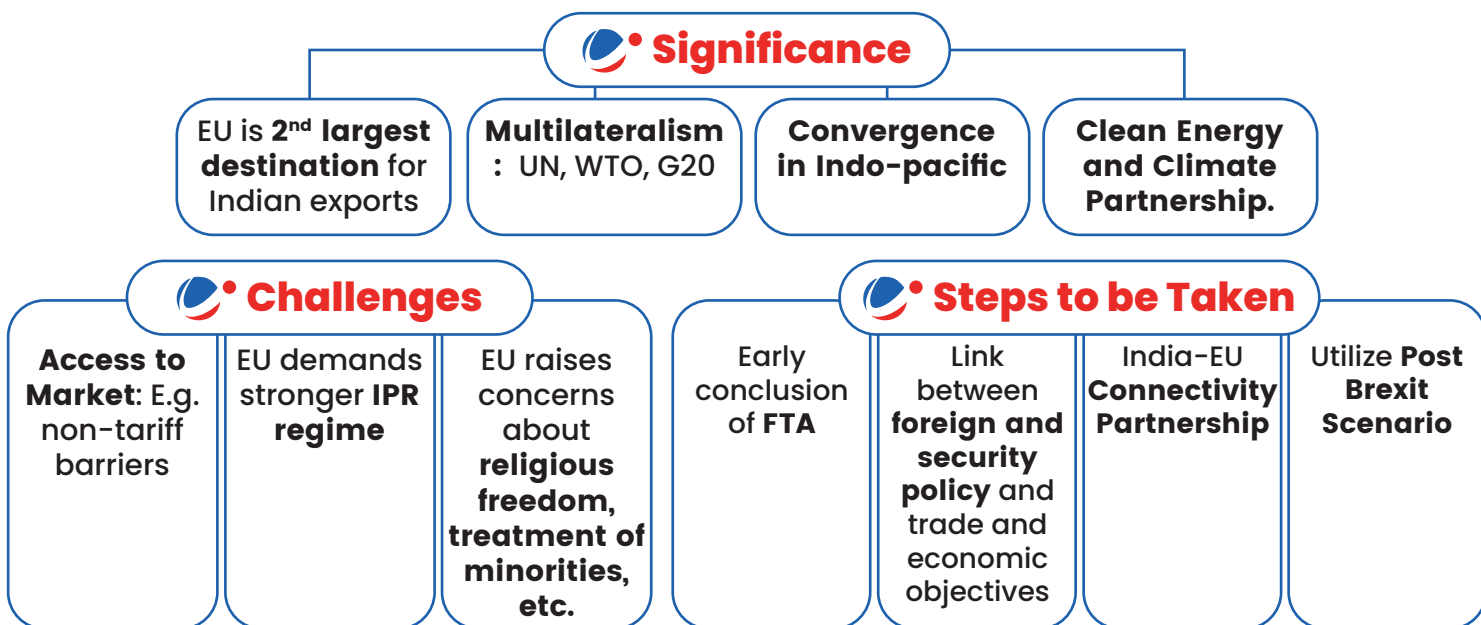 Significance
EU is 2nd largest
destination for
Indian exports
Multilateralism
: UN, WTO, G20
Convergence
in Indo-pacific
Clean Energy
and Climate
Partnership.
Challenges
Access to
Market: E.g.
non-tariff
barriers
EU demands
stronger IPR
regime
EU raises
concerns
about
religious
freedom,
treatment of
minorities,
etc.
Steps to be Taken
Early
conclusion
of FTA
Link
between
foreign and
security
policy and
trade and
economic
objectives
India-EU
Connectivity
Partnership
Utilize Post
Brexit
Scenario